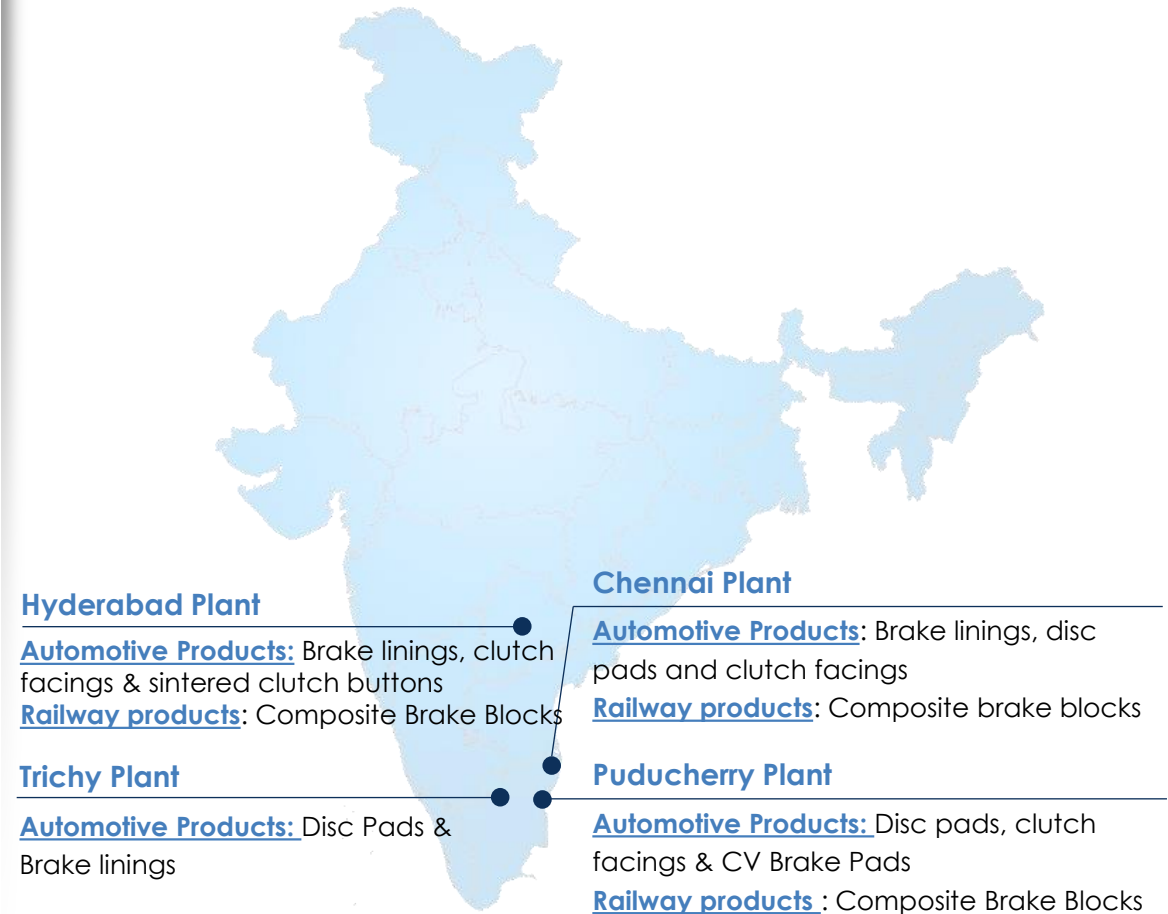 Hyderabad Plant
Automotive Products: Brake linings, clutch
facings & sintered clutch buttons
Railway products: Composite Brake Blocks
Trichy Plant
Automotive Products: Disc Pads &
Brake linings
Chennai Plant
Automotive Products: Brake linings, disc
pads and clutch facings
Railway products: Composite brake blocks
Puducherry Plant
Automotive Products: Disc pads, clutch
facings & CV Brake Pads
Railway products : Composite Brake Blocks